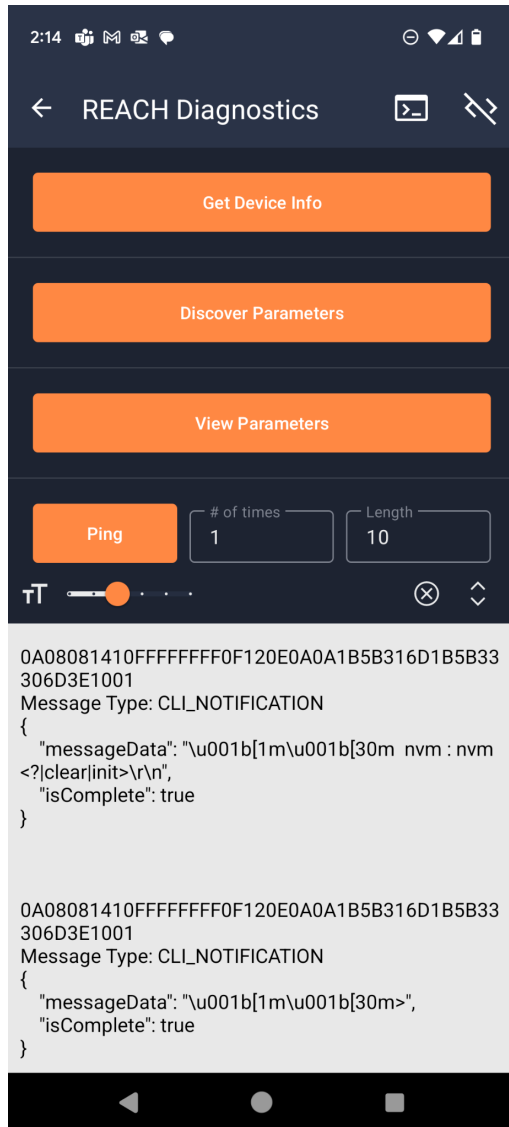 2:14
REACH Diagnostics
Get Device Info
Discover Parameters
View Parameters
Ping
# of times
1
Length
10
0A08081410FFFFFFFF0F120E0A0A1B5B316D1B5B33
306D3E1001
Message Type: CLI_NOTIFICATION
{
"messageData": "\u001b[1m\u001b[30m  nvm : nvm
<?|clear|init>\r\n",
"isComplete": true
}
0A08081410FFFFFFFF0F120E0A0A1B5B316D1B5B33
306D3E1001
Message Type: CLI_NOTIFICATION
{
"messageData": "\u001b[1m\u001b[30m>",
"isComplete": true
}